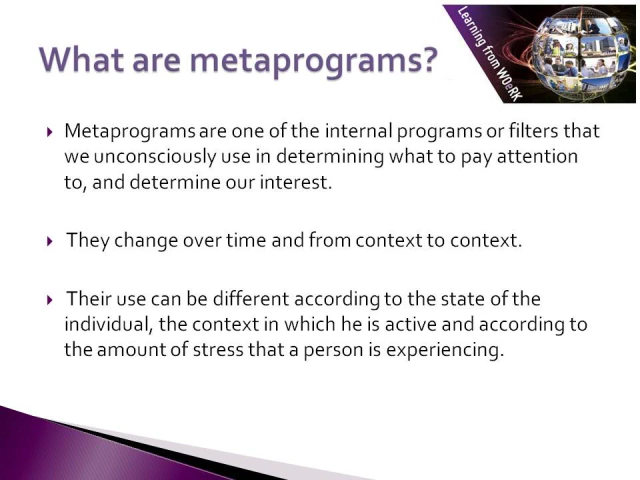 What are metaprograms?
Learning from WOeRK
Metaprograms are one of the internal programs or filters that
we unconsciously use in determining what to pay attention
to, and determine our interest.
They change over time and from context to context.
Their use can be different according to the state of the
individual, the context in which he is active and according to
the amount of stress that a person is experiencing.